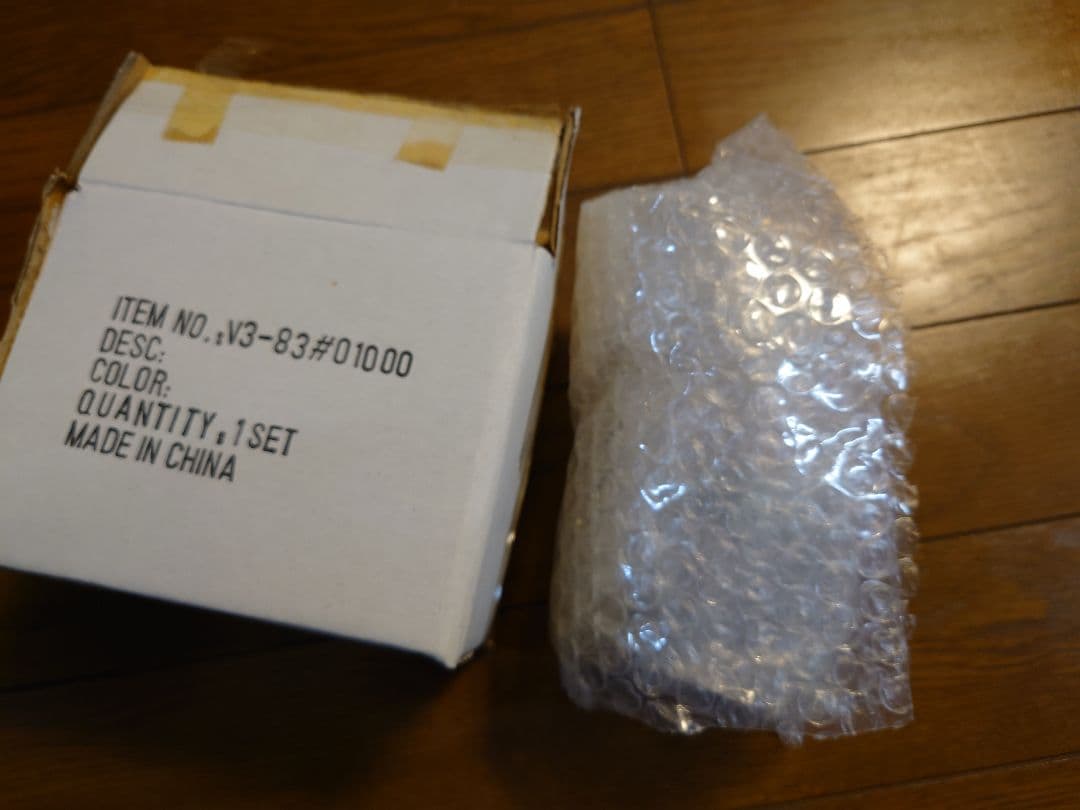 ITEM NO.:V3-83#01000
DESC:
COLOR:
QUANTITY:1SET
MADE IN CHINA